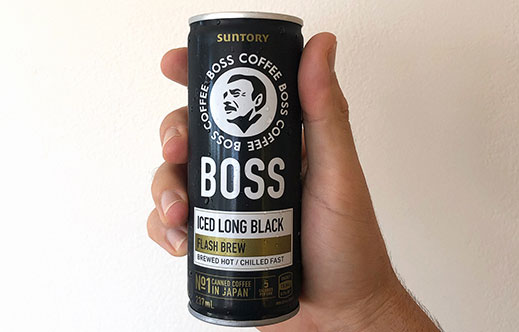 SUNTORY
BOSS COFFEE BOSS COFFEE BOSS COFFEE
BOSS
ICED LONG BLACK
FLASH BREW
BREWED HOT / CHILLED FAST
Nº1 CANNED COFFEE
IN JAPAN
237mL